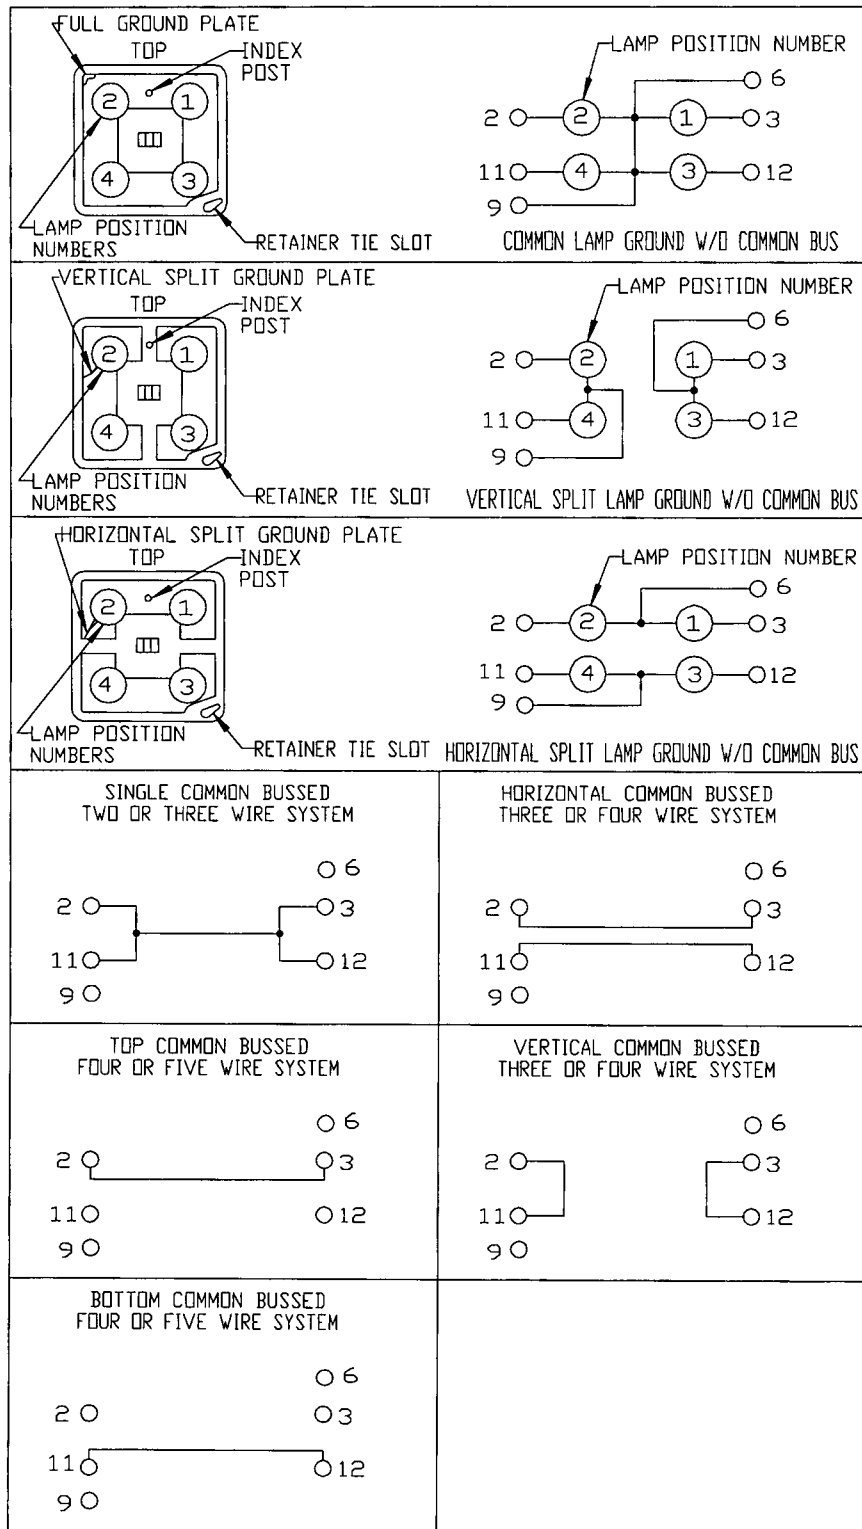 FULL GROUND PLATE
TOP
INDEX
POST
2
1
4
3
LAMP POSITION
NUMBERS
RETAINER TIE SLOT
LAMP POSITION NUMBER
6
2
2
1
3
11
4
3
12
9
COMMON LAMP GROUND W/O COMMON BUS
VERTICAL SPLIT GROUND PLATE
TOP
INDEX
POST
2
1
4
3
LAMP POSITION
NUMBERS
RETAINER TIE SLOT
LAMP POSITION NUMBER
6
2
2
1
3
11
4
3
12
9
VERTICAL SPLIT LAMP GROUND W/O COMMON BUS
HORIZONTAL SPLIT GROUND PLATE
TOP
INDEX
POST
2
1
4
3
LAMP POSITION
NUMBERS
RETAINER TIE SLOT
LAMP POSITION NUMBER
6
2
2
1
3
11
4
3
12
9
HORIZONTAL SPLIT LAMP GROUND W/O COMMON BUS
SINGLE COMMON BUSSED
TWO OR THREE WIRE SYSTEM
6
2
3
11
12
9
HORIZONTAL COMMON BUSSED
THREE OR FOUR WIRE SYSTEM
6
2
3
11
12
9
TOP COMMON BUSSED
FOUR OR FIVE WIRE SYSTEM
6
2
3
11
12
9
VERTICAL COMMON BUSSED
THREE OR FOUR WIRE SYSTEM
6
2
3
11
12
9
BOTTOM COMMON BUSSED
FOUR OR FIVE WIRE SYSTEM
6
2
3
11
12
9